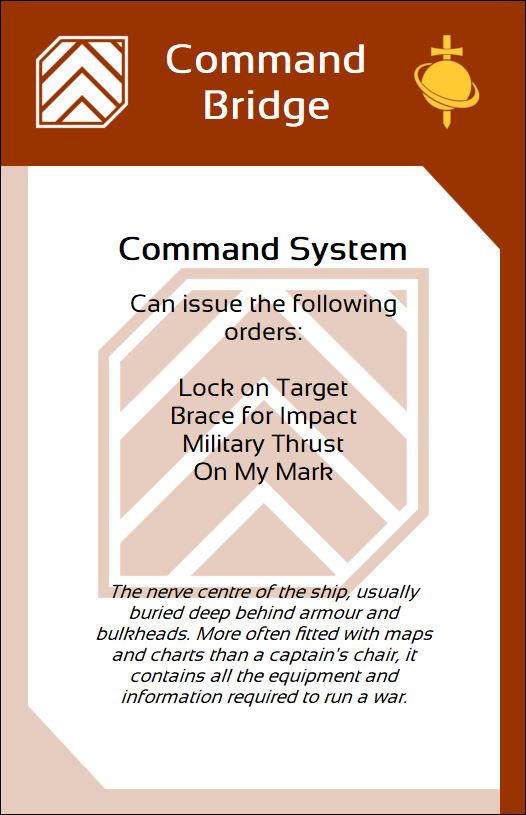 Command
Bridge
Command System
Can issue the following
orders:
Lock on Target
Brace for Impact
Military Thrust
On My Mark
The nerve centre of the ship, usually
buried deep behind armour and
bulkheads. More often fitted with maps
and charts than a captain's chair, it
contains all the equipment and
information required to run a war.